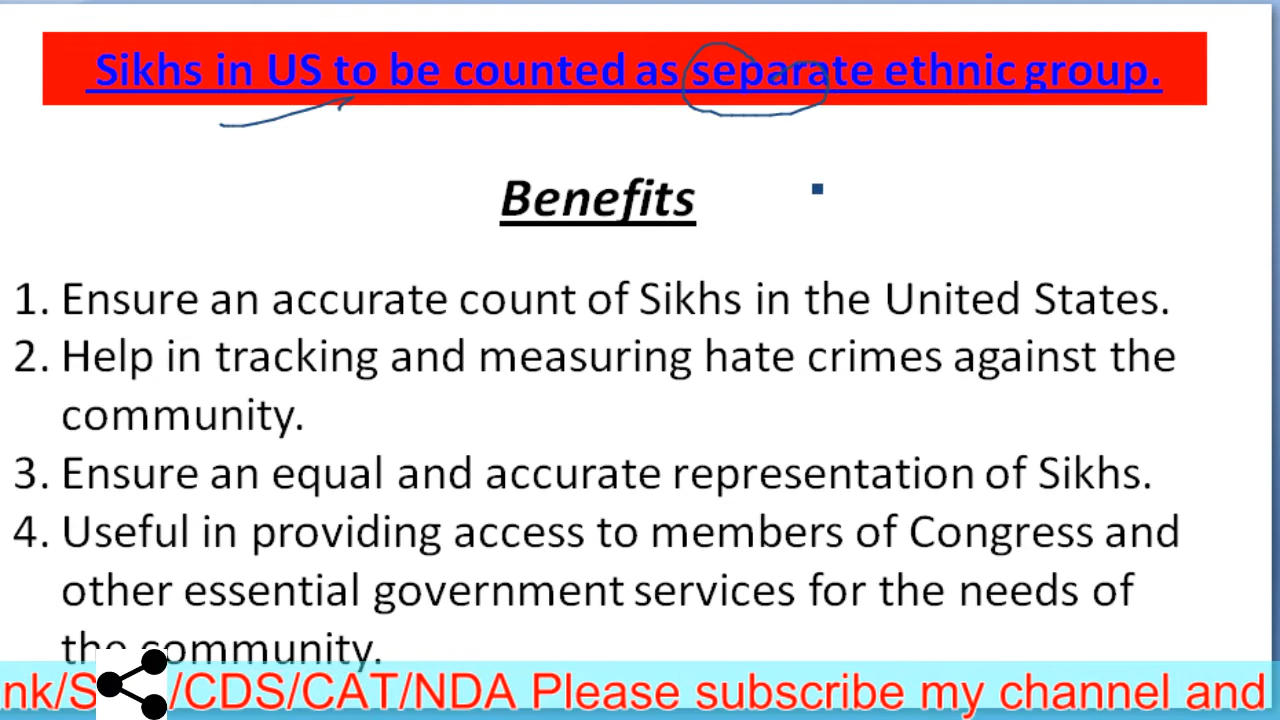 Sikhs in US to be counted as separate ethnic group.
Benefits
1. Ensure an accurate count of Sikhs in the United States.
2. Help in tracking and measuring hate crimes against the
community.
3. Ensure an equal and accurate representation of Sikhs.
4. Useful in providing access to members of Congress and
other essential government services for the needs of
the community.
/CDS/CAT/NDA Please subscribe my channel and